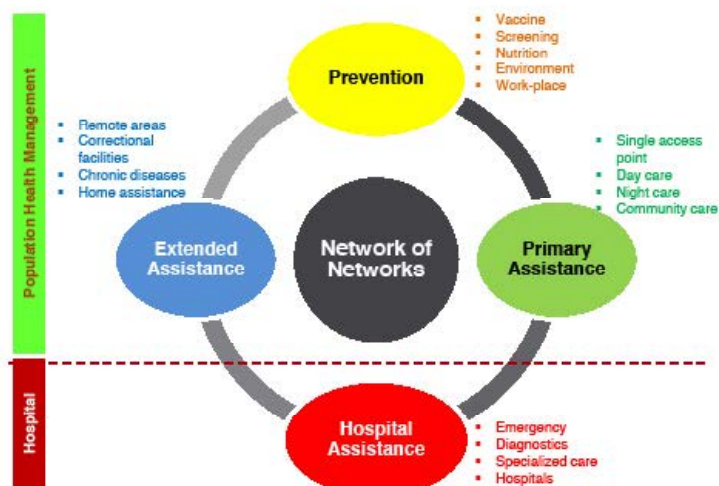 Population Health Management
Hospital
Prevention
▪ Vaccine
▪ Screening
▪ Nutrition
▪ Environment
▪ Work-place
▪ Remote areas
▪ Correctional
facilities
▪ Chronic diseases
▪ Home assistance
▪ Single access
point
▪ Day care
▪ Night care
▪ Community care
Extended
Assistance
Network of
Networks
Primary
Assistance
Hospital
Assistance
▪ Emergency
▪ Diagnostics
▪ Specialized care
▪ Hospitals